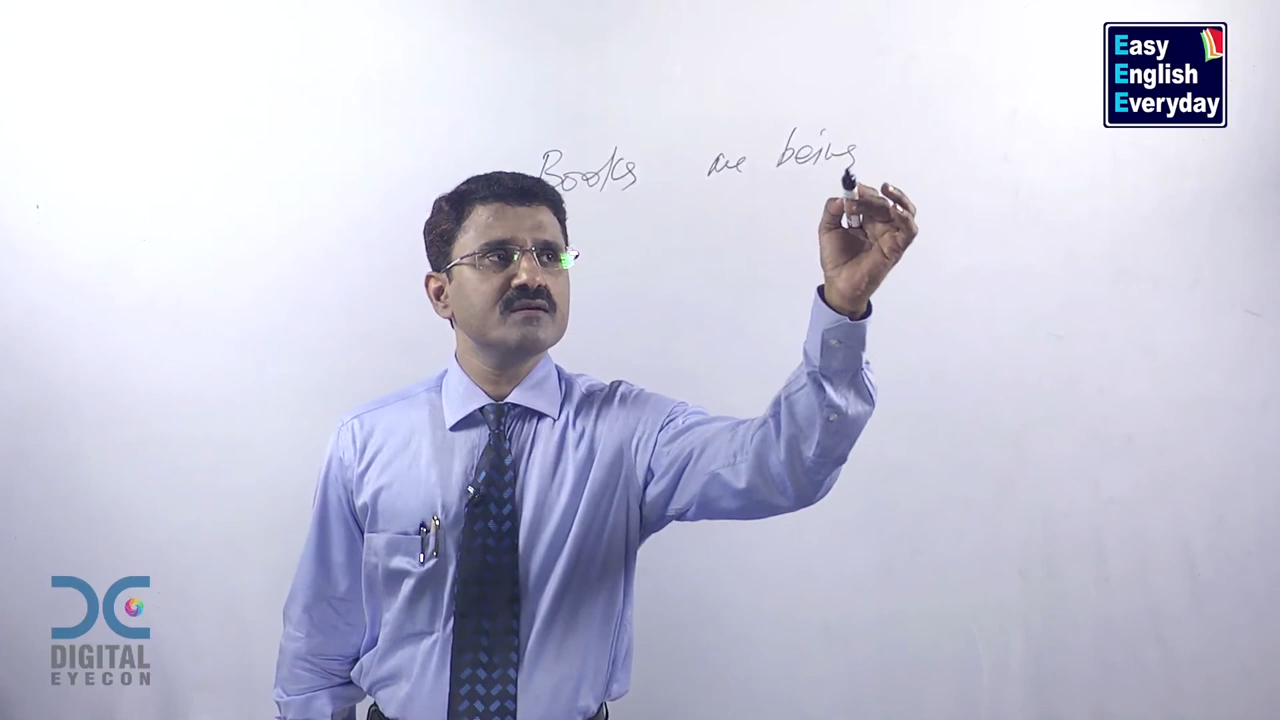 Easy
English
Everyday
Books are being
DIGITAL
EYECON